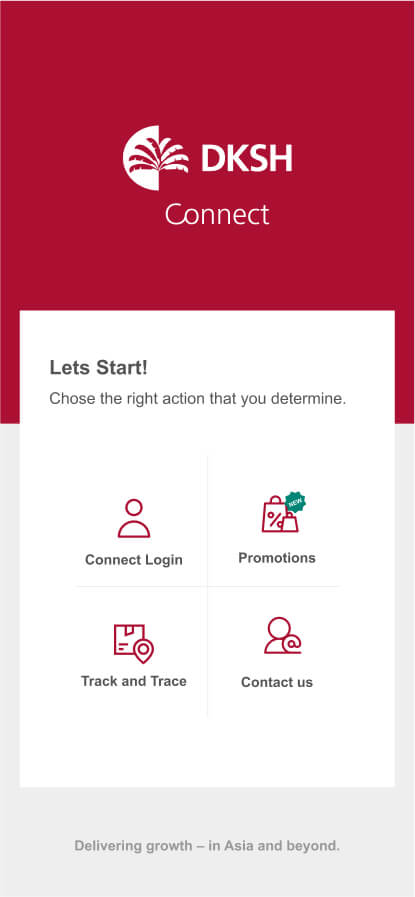 DKSH
Connect
Lets Start!
Chose the right action that you determine.
NEW
Connect Login
Promotions
Track and Trace
Contact us
Delivering growth – in Asia and beyond.